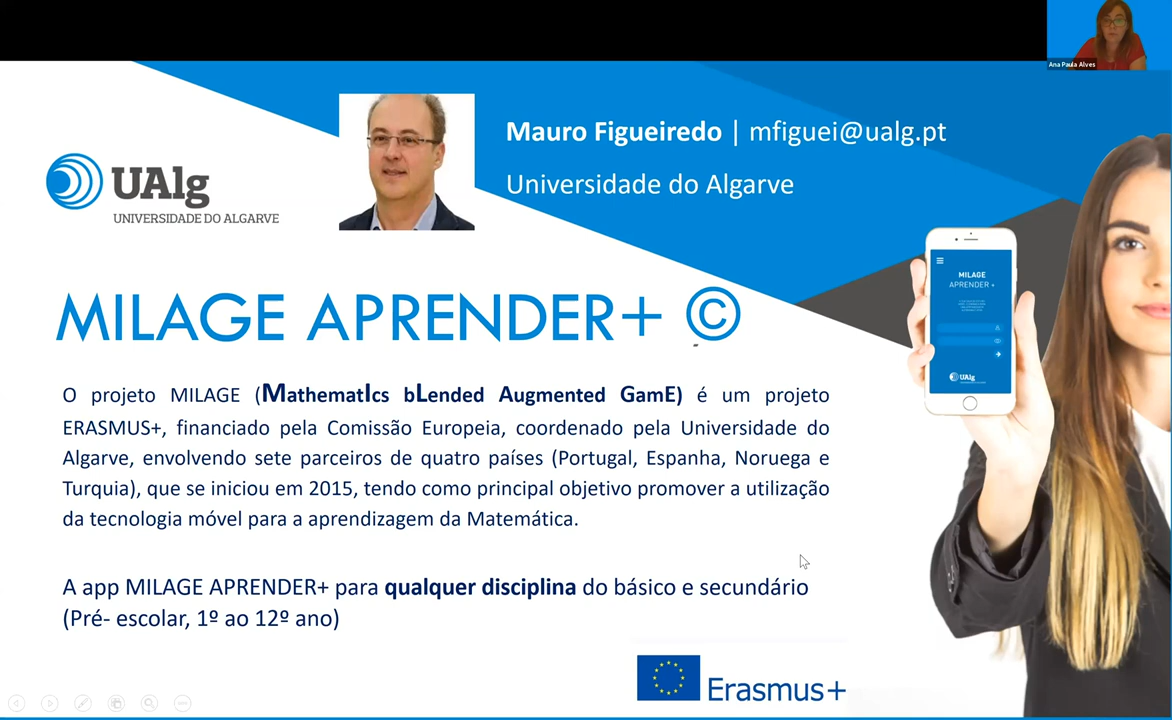 Ana Paula Alves
Mauro Figueiredo | mfiguei@ualg.pt
Universidade do Algarve
UAlg
UNIVERSIDADE DO ALGARVE
MILAGE
APRENDER +
UAlg
MILAGE APRENDER+ ©
O projeto MILAGE (MathematIcs bLended Augmented GamE) é um projeto
ERASMUS+, financiado pela Comissão Europeia, coordenado pela Universidade do
Algarve, envolvendo sete parceiros de quatro países (Portugal, Espanha, Noruega e
Turquia), que se iniciou em 2015, tendo como principal objetivo promover a utilização
da tecnologia móvel para a aprendizagem da Matemática.
A app MILAGE APRENDER+ para qualquer disciplina do básico e secundário
(Pré- escolar, 1º ao 12º ano)
Erasmus+